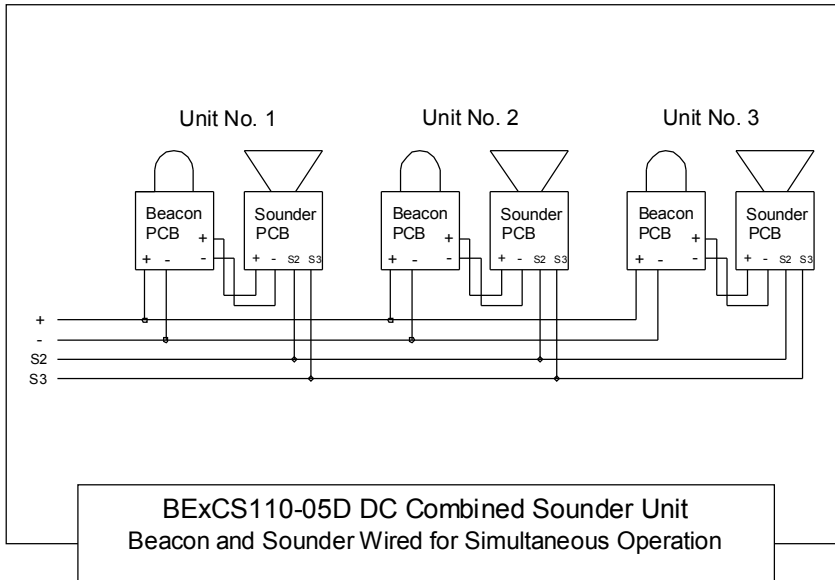 Unit No. 1 Unit No. 2 Unit No. 3
Beacon PCB + - + -
Sounder PCB + - S2 S3
Beacon PCB + - + -
Sounder PCB + - S2 S3
Beacon PCB + - + -
Sounder PCB + - S2 S3
+
-
S2
S3
BExCS110-05D DC Combined Sounder Unit
Beacon and Sounder Wired for Simultaneous Operation